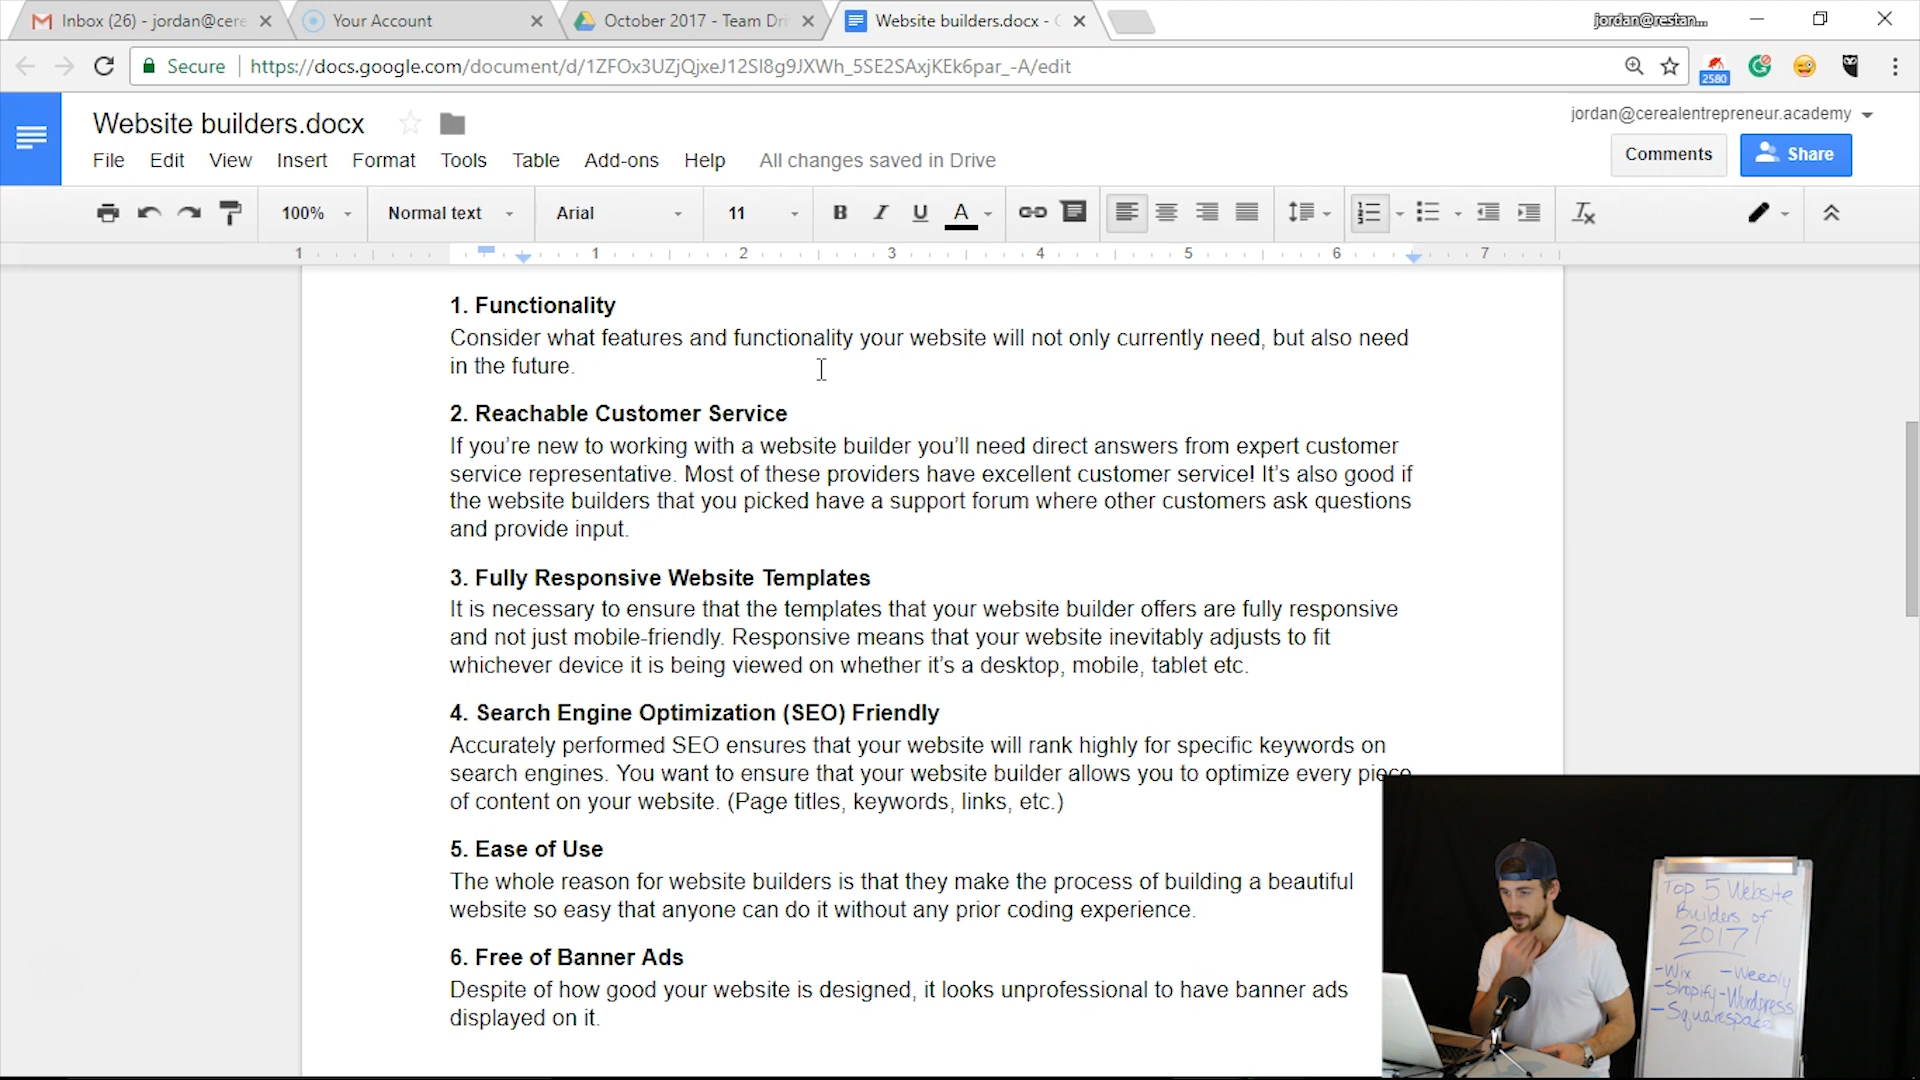 Inbox (26) - jordan@cere
Your Account
October 2017 - Team Dri
Website builders.docx -
jordan@restan...
Secure
https://docs.google.com/document/d/1ZFOx3UZjQjxeJ12SI8g9JXWh_5SE2SAxjKEk6par_-A/edit
2580
Website builders.docx
jordan@cerealentrepreneur.academy
File Edit View Insert Format Tools Table Add-ons Help All changes saved in Drive
Comments
Share
100% Normal text Arial 11 B I U A
1 1 2 3 4 5 6 7
1. Functionality
Consider what features and functionality your website will not only currently need, but also need
in the future.
2. Reachable Customer Service
If you’re new to working with a website builder you’ll need direct answers from expert customer
service representative. Most of these providers have excellent customer service! It’s also good if
the website builders that you picked have a support forum where other customers ask questions
and provide input.
3. Fully Responsive Website Templates
It is necessary to ensure that the templates that your website builder offers are fully responsive
and not just mobile-friendly. Responsive means that your website inevitably adjusts to fit
whichever device it is being viewed on whether it’s a desktop, mobile, tablet etc.
4. Search Engine Optimization (SEO) Friendly
Accurately performed SEO ensures that your website will rank highly for specific keywords on
search engines. You want to ensure that your website builder allows you to optimize every piece
of content on your website. (Page titles, keywords, links, etc.)
5. Ease of Use
The whole reason for website builders is that they make the process of building a beautiful
website so easy that anyone can do it without any prior coding experience.
6. Free of Banner Ads
Despite of how good your website is designed, it looks unprofessional to have banner ads
displayed on it.
Top 5 Website
Builders of
2017!
-Wix -Weebly
-Shopify -Wordpress
-Squarespace